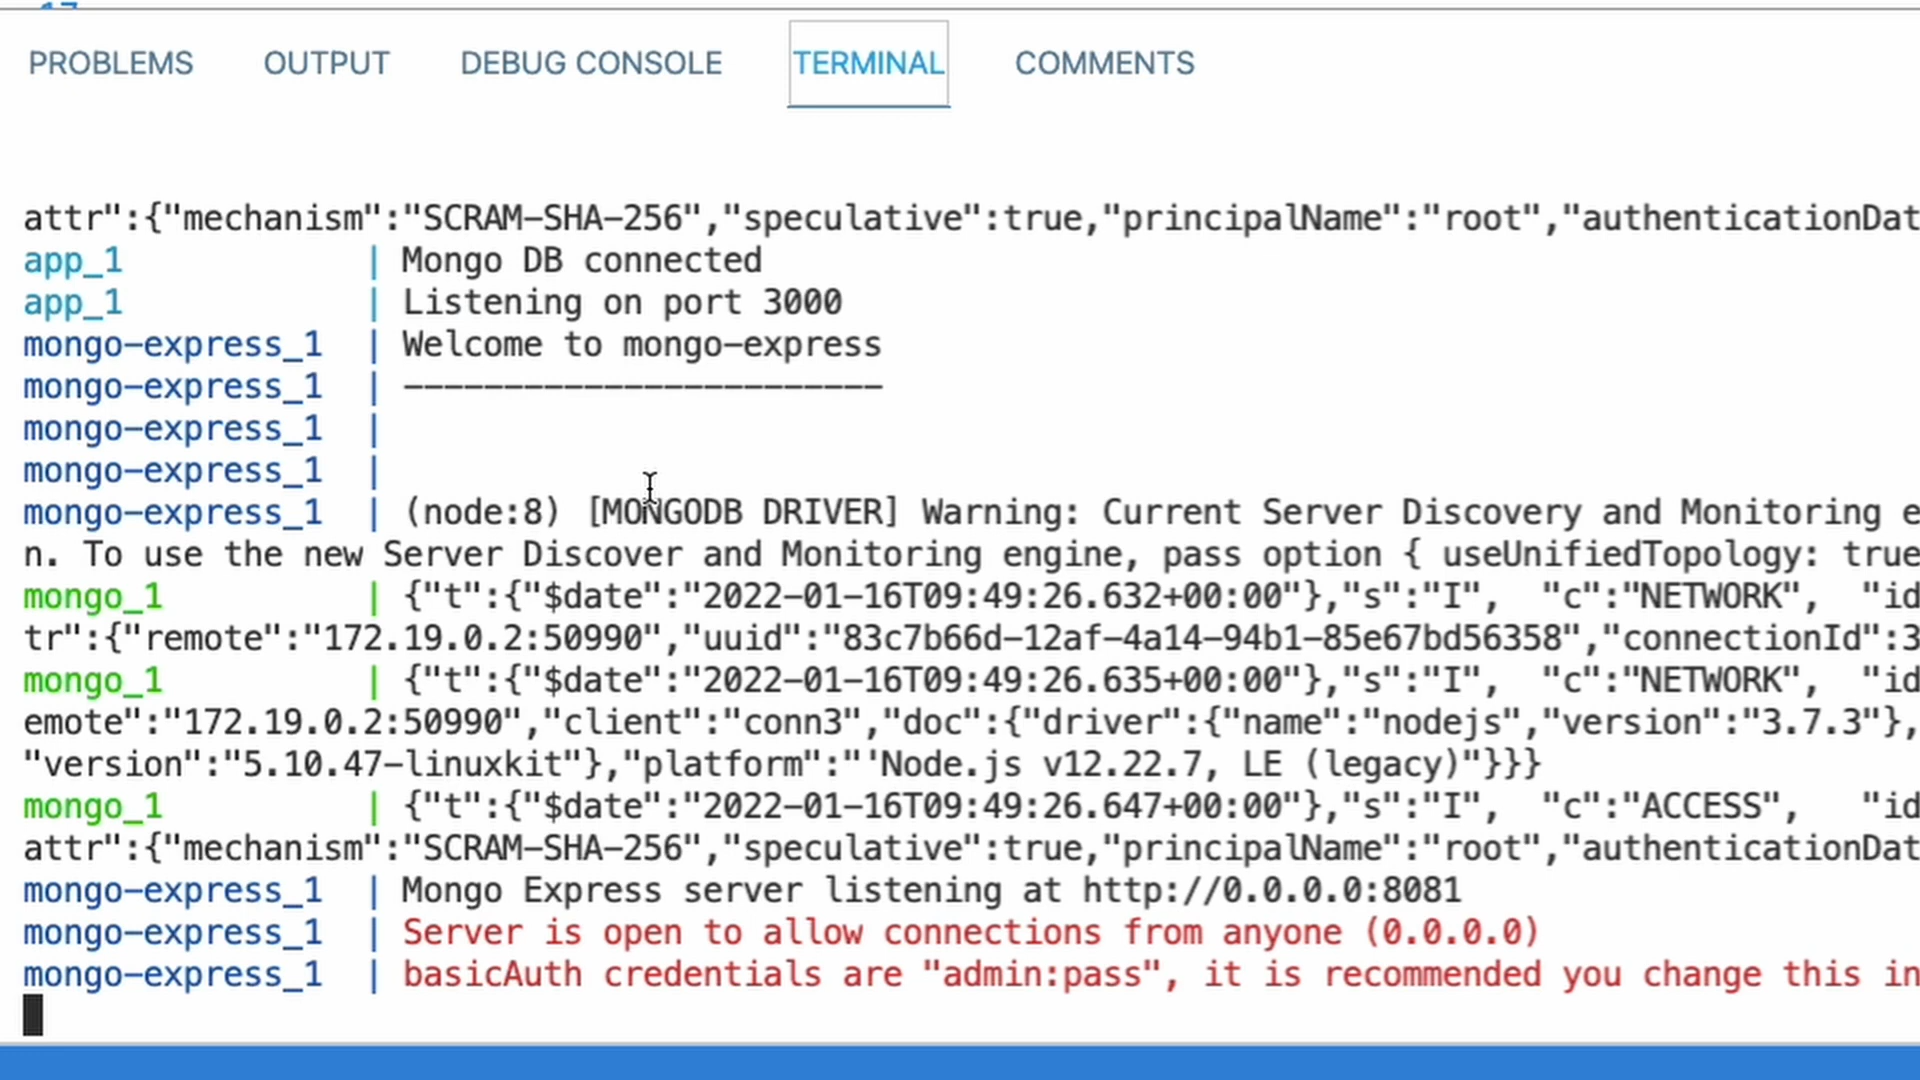 PROBLEMS OUTPUT DEBUG CONSOLE TERMINAL COMMENTS
attr":{"mechanism":"SCRAM-SHA-256","speculative":true,"principalName":"root","authenticationDat
app_1 | Mongo DB connected
app_1 | Listening on port 3000
mongo-express_1 | Welcome to mongo-express
mongo-express_1 | ------------------------
mongo-express_1 |
mongo-express_1 |
mongo-express_1 | (node:8) [MONGODB DRIVER] Warning: Current Server Discovery and Monitoring e
n. To use the new Server Discover and Monitoring engine, pass option { useUnifiedTopology: true
mongo_1 | {"t":{"$date":"2022-01-16T09:49:26.632+00:00"},"s":"I", "c":"NETWORK", "id
tr":{"remote":"172.19.0.2:50990","uuid":"83c7b66d-12af-4a14-94b1-85e67bd56358","connectionId":3
mongo_1 | {"t":{"$date":"2022-01-16T09:49:26.635+00:00"},"s":"I", "c":"NETWORK", "id
emote":"172.19.0.2:50990","client":"conn3","doc":{"driver":{"name":"nodejs","version":"3.7.3"},
"version":"5.10.47-linuxkit"},"platform":"'Node.js v12.22.7, LE (legacy)"}}}
mongo_1 | {"t":{"$date":"2022-01-16T09:49:26.647+00:00"},"s":"I", "c":"ACCESS", "id
attr":{"mechanism":"SCRAM-SHA-256","speculative":true,"principalName":"root","authenticationDat
mongo-express_1 | Mongo Express server listening at http://0.0.0.0:8081
mongo-express_1 | Server is open to allow connections from anyone (0.0.0.0)
mongo-express_1 | basicAuth credentials are "admin:pass", it is recommended you change this in